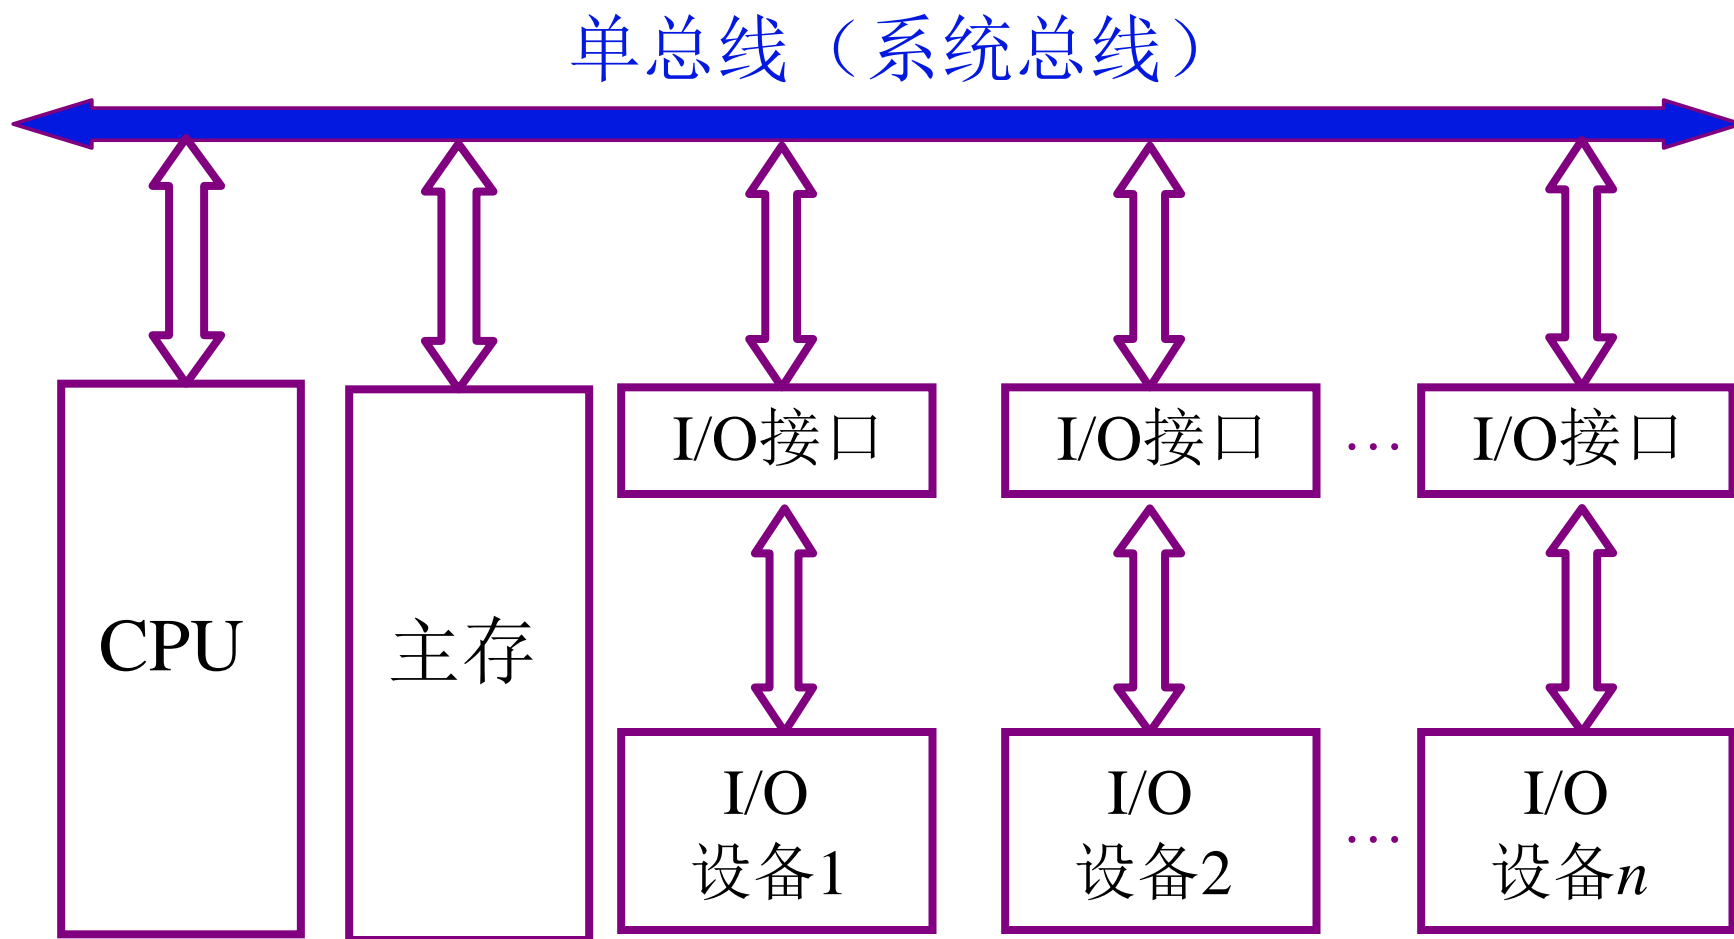 单总线（系统总线）
I/O接口
I/O接口
…
I/O接口
CPU
主存
I/O
设备1
I/O
设备2
…
I/O
设备n